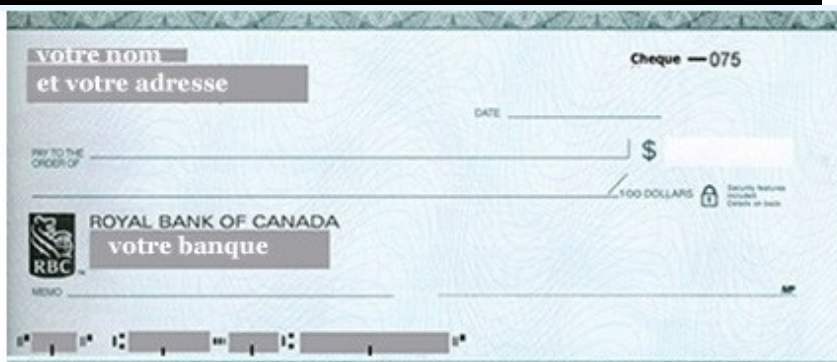 votre nom
et votre adresse
Cheque — 075
DATE
PAY TO THE
ORDER OF
$
/100 DOLLARS
Security features
included.
Details on back.
ROYAL BANK OF CANADA
votre banque
RBC
MEMO
MP